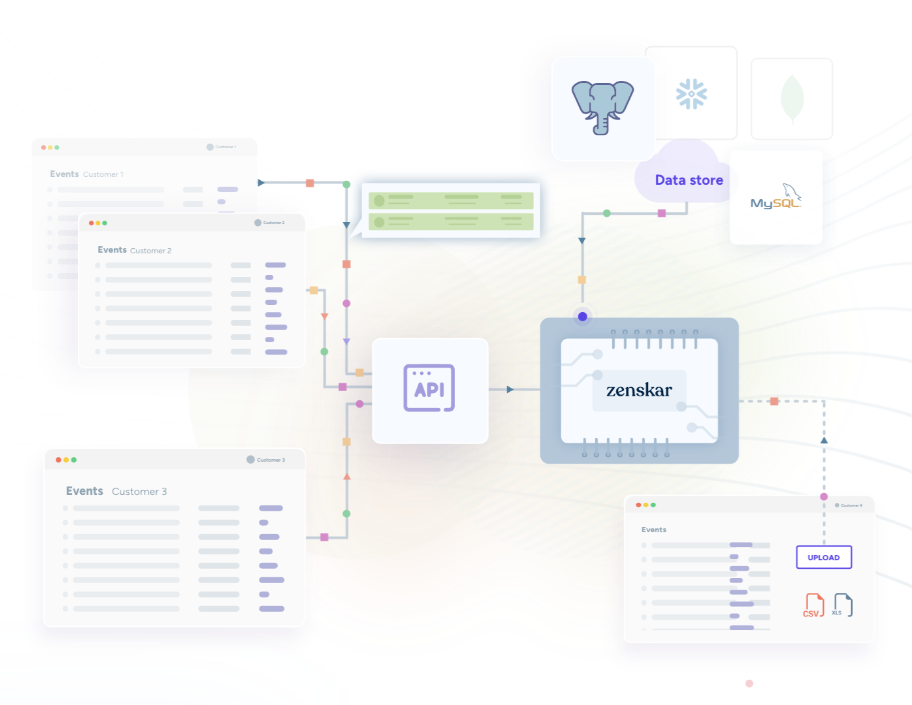 Customer 1
Events Customer 1
Customer 2
Events Customer 2
Data store
MySQL
API
zenskar
Customer 3
Events Customer 3
Customer 4
Events
UPLOAD
CSV
XLS